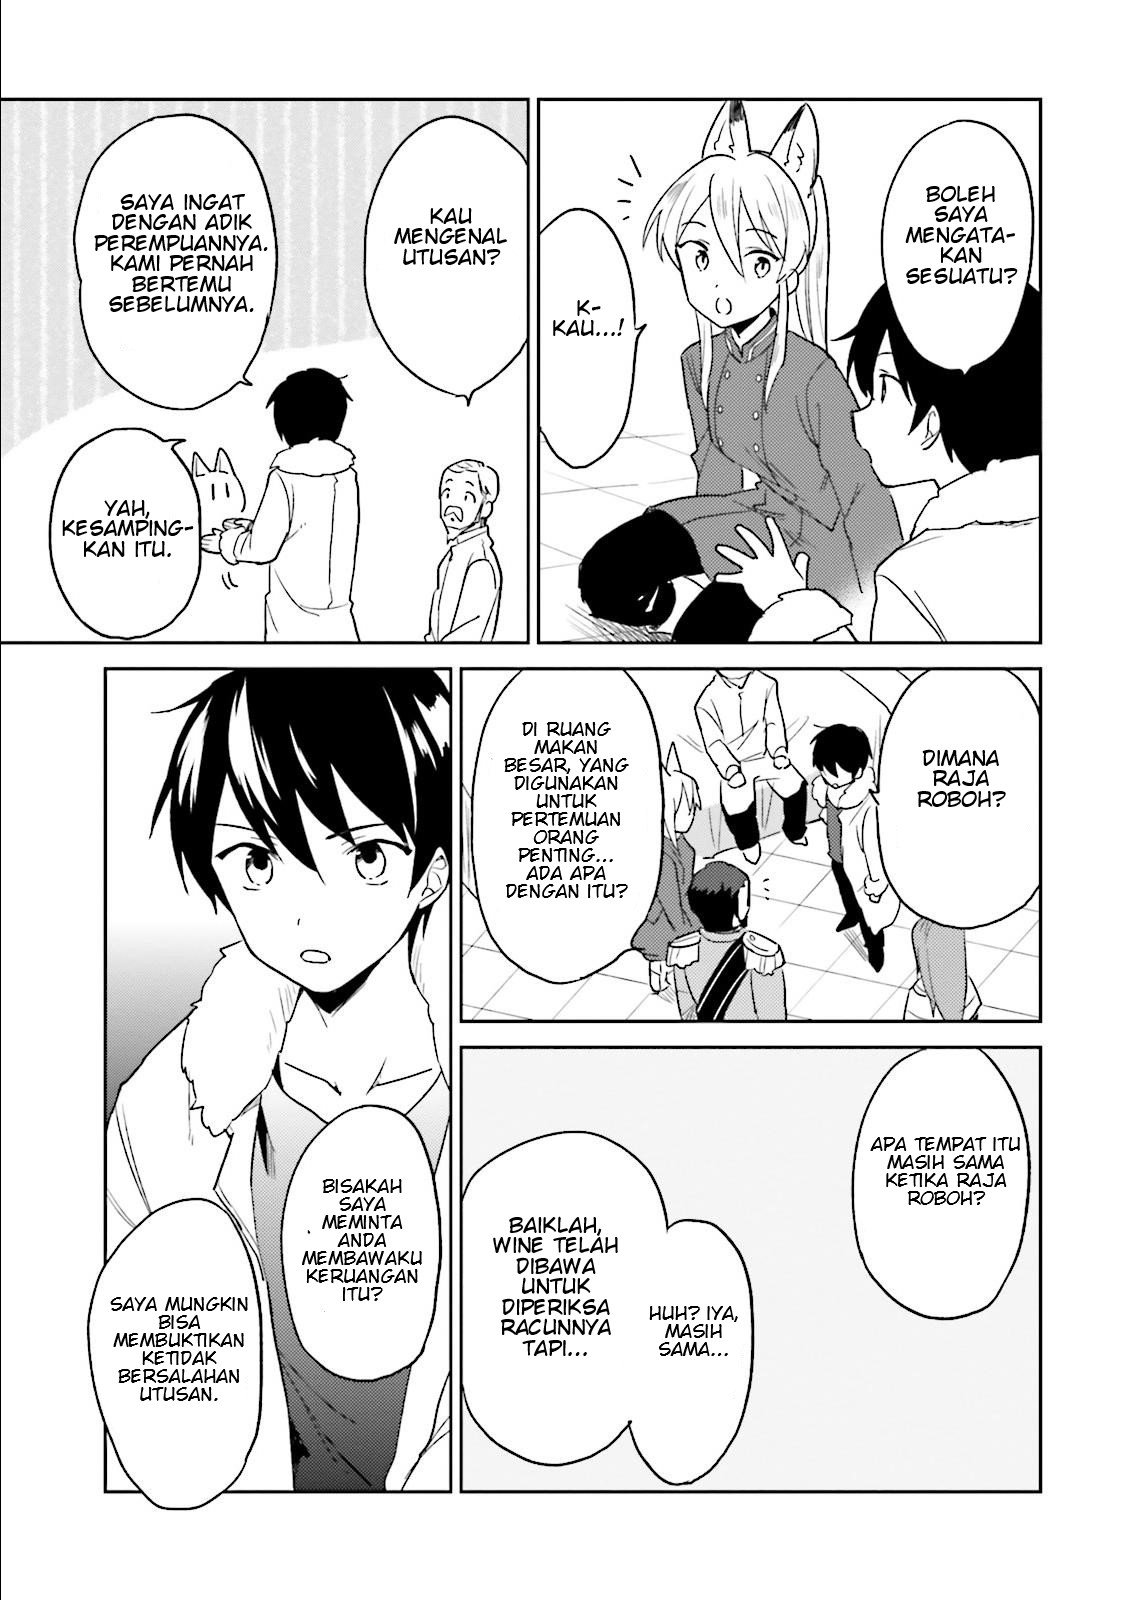 BOLEH
SAYA
MENGATA-
KAN
SESUATU?
K-
KAU...!
KAU
MENGENAL
UTUSAN?
SAYA INGAT
DENGAN ADIK
PEREMPUANNYA.
KAMI PERNAH
BERTEMU
SEBELUMNYA.
YAH,
KESAMPING-
KAN ITU.
DIMANA
RAJA
ROBOH?
DI RUANG
MAKAN
BESAR, YANG
DIGUNAKAN
UNTUK
PERTEMUAN
ORANG
PENTING...
ADA APA
DENGAN ITU?
APA TEMPAT ITU
MASIH SAMA
KETIKA RAJA
ROBOH?
HUH? IYA,
MASIH
SAMA...
BAIKLAH,
WINE TELAH
DIBAWA
UNTUK
DIPERIKSA
RACUNNYA
TAPI...
BISAKAH
SAYA
MEMINTA
ANDA
MEMBAWAKU
KERUANGAN
ITU?
SAYA MUNGKIN
BISA
MEMBUKTIKAN
KETIDAK
BERSALAHAN
UTUSAN.